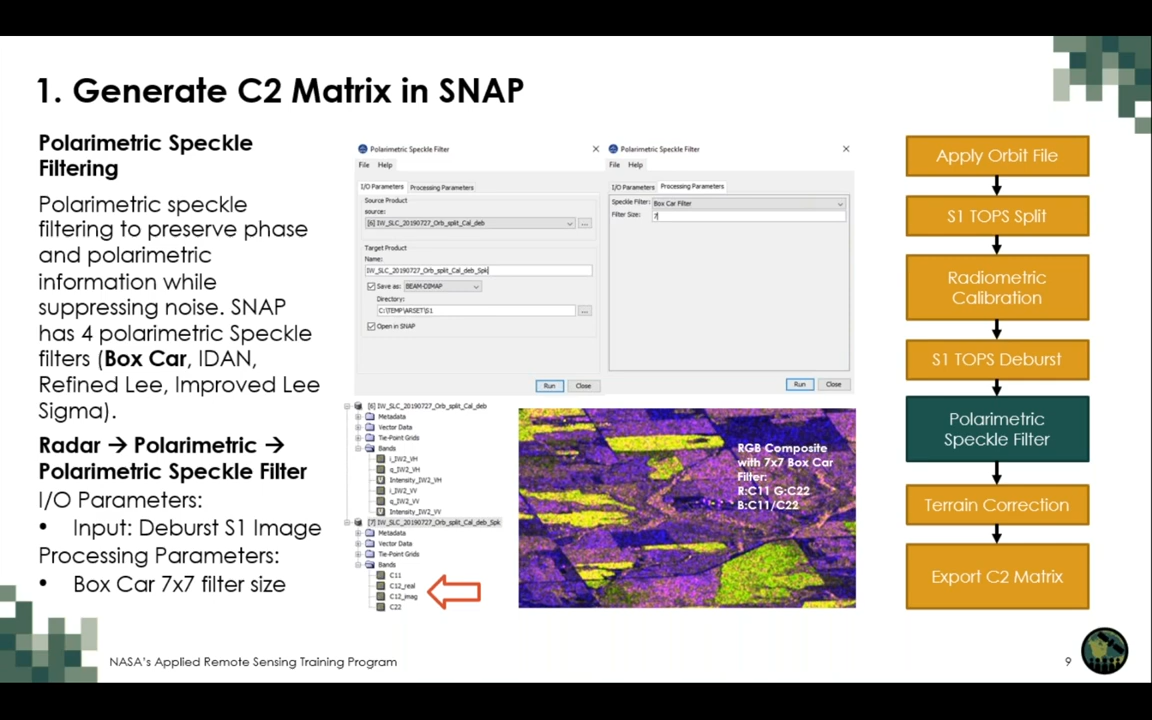 1. Generate C2 Matrix in SNAP
Polarimetric Speckle
Filtering
Polarimetric speckle
filtering to preserve phase
and polarimetric
information while
suppressing noise. SNAP
has 4 polarimetric Speckle
filters (Box Car, IDAN,
Refined Lee, Improved Lee
Sigma).
Radar → Polarimetric →
Polarimetric Speckle Filter
I/O Parameters:
• Input: Deburst S1 Image
Processing Parameters:
• Box Car 7x7 filter size
Polarimetric Speckle Filter
File Help
I/O Parameters Processing Parameters
Source Product
source:
[6] IW_SLC_20190727_Orb_split_Cal_deb
...
Target Product
Name:
IW_SLC_20190727_Orb_split_Cal_deb_Spk
Save as: BEAM-DIMAP
Directory:
C:\TEMP\ARSET\S1
...
Open in SNAP
Run Close
Polarimetric Speckle Filter
File Help
I/O Parameters Processing Parameters
Speckle Filter: Box Car Filter
Filter Size: 7
Run Close
[6] IW_SLC_20190727_Orb_split_Cal_deb
Metadata
Vector Data
Tie-Point Grids
Bands
i_IW2_VH
q_IW2_VH
Intensity_IW2_VH
i_IW2_VV
q_IW2_VV
Intensity_IW2_VV
[7] IW_SLC_20190727_Orb_split_Cal_deb_Spk
Metadata
Vector Data
Tie-Point Grids
Bands
C11
C12_real
C12_imag
C22
RGB Composite
with 7x7 Box Car
Filter:
R:C11 G:C22
B:C11/C22
Apply Orbit File
S1 TOPS Split
Radiometric
Calibration
S1 TOPS Deburst
Polarimetric
Speckle Filter
Terrain Correction
Export C2 Matrix
NASA's Applied Remote Sensing Training Program
9